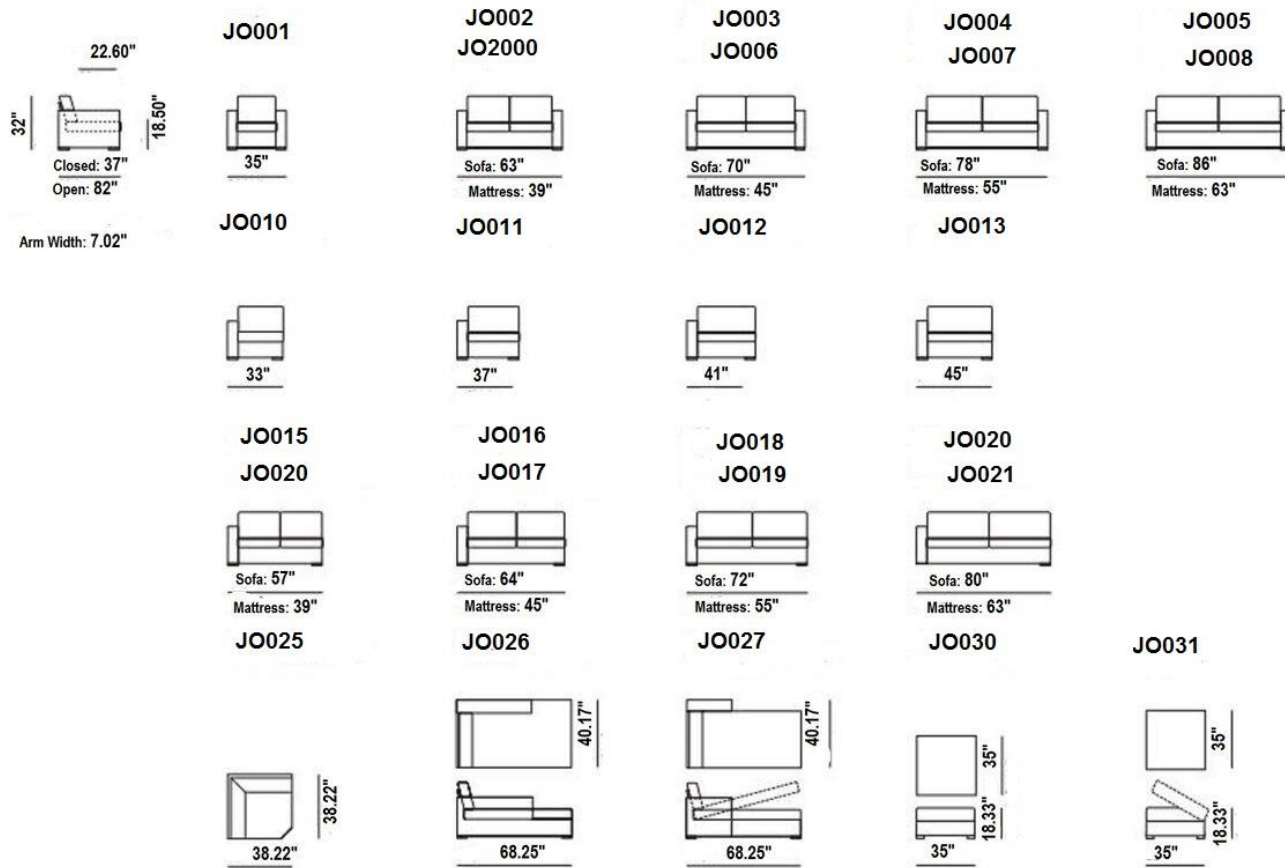 JO001
JO002
JO2000
JO003
JO006
JO004
JO007
JO005
JO008
22.60"
32"
18.50"
Closed: 37"
Open: 82"
35"
Sofa: 63"
Mattress: 39"
Sofa: 70"
Mattress: 45"
Sofa: 78"
Mattress: 55"
Sofa: 86"
Mattress: 63"
Arm Width: 7.02"
JO010
JO011
JO012
JO013
33"
37"
41"
45"
JO015
JO020
JO016
JO017
JO018
JO019
JO020
JO021
Sofa: 57"
Mattress: 39"
Sofa: 64"
Mattress: 45"
Sofa: 72"
Mattress: 55"
Sofa: 80"
Mattress: 63"
JO025
JO026
JO027
JO030
JO031
38.22"
38.22"
40.17"
68.25"
40.17"
68.25"
35"
18.33"
35"
35"
18.33"
35"